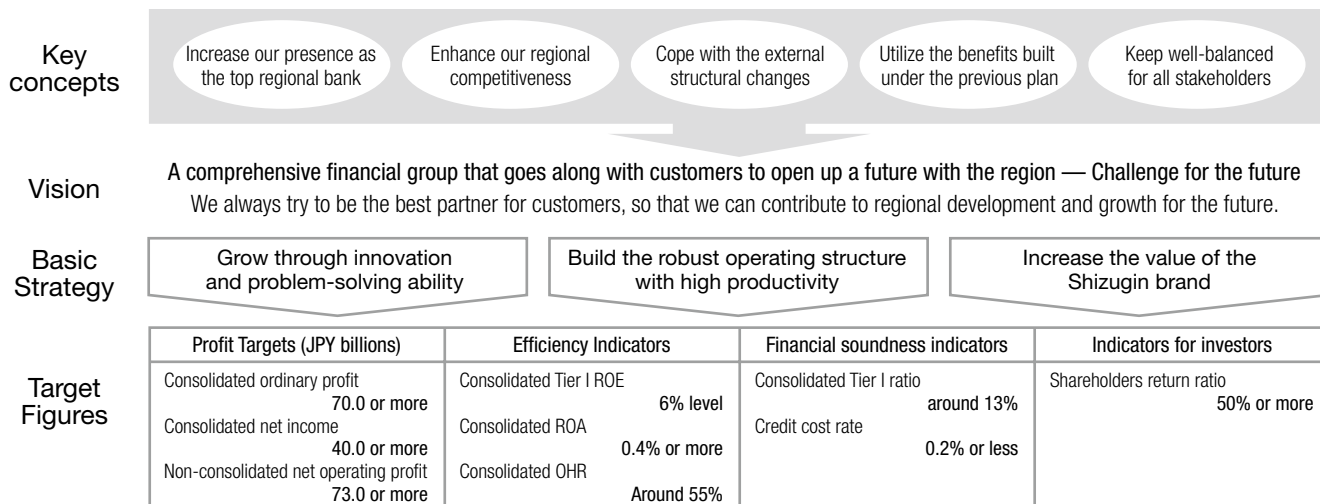 Key
concepts
Increase our presence as
the top regional bank
Enhance our regional
competitiveness
Cope with the external
structural changes
Utilize the benefits built
under the previous plan
Keep well-balanced
for all stakeholders
Vision
A comprehensive financial group that goes along with customers to open up a future with the region — Challenge for the future
We always try to be the best partner for customers, so that we can contribute to regional development and growth for the future.
Basic
Strategy
Grow through innovation
and problem-solving ability
Build the robust operating structure
with high productivity
Increase the value of the
Shizugin brand
Target
Figures
Profit Targets (JPY billions)
Consolidated ordinary profit
70.0 or more
Consolidated net income
40.0 or more
Non-consolidated net operating profit
73.0 or more
Efficiency Indicators
Consolidated Tier I ROE
6% level
Consolidated ROA
0.4% or more
Consolidated OHR
Around 55%
Financial soundness indicators
Consolidated Tier I ratio
around 13%
Credit cost rate
0.2% or less
Indicators for investors
Shareholders return ratio
50% or more